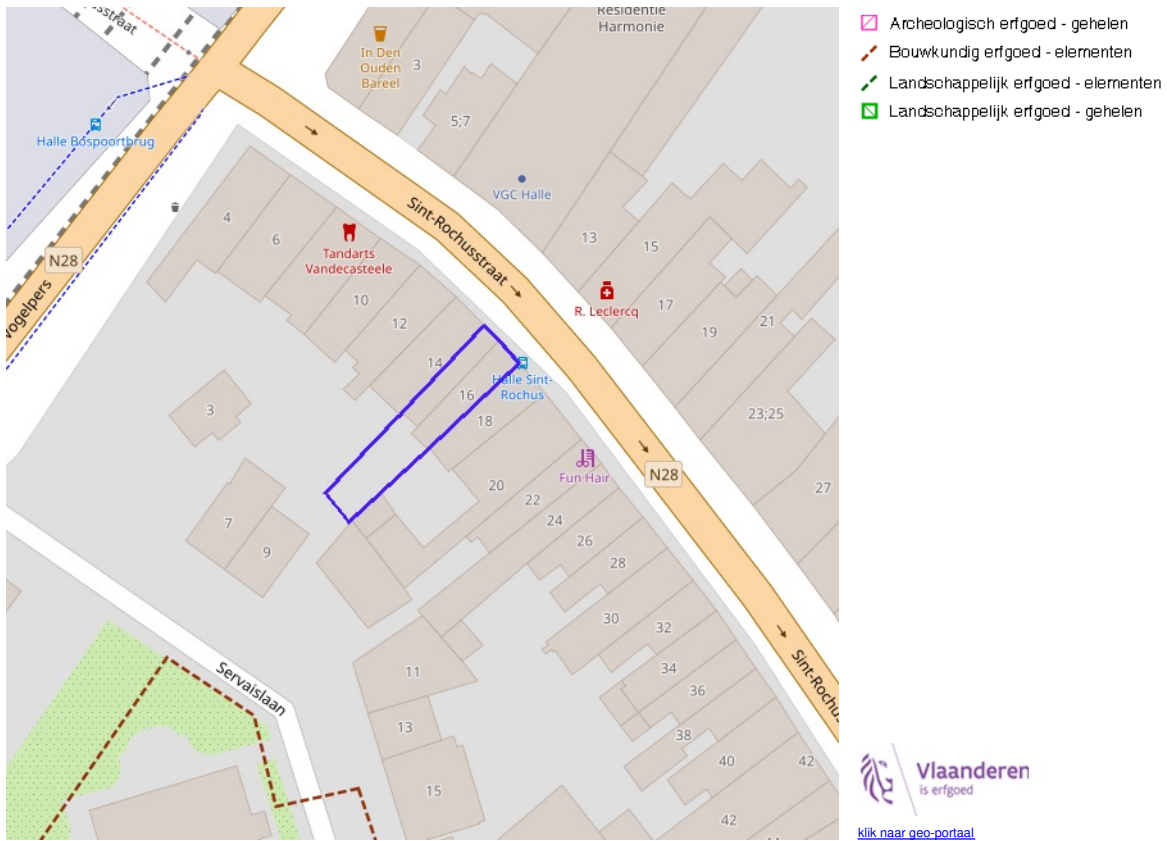 usstraat
Residentie
Harmonie
In Den
Ouden
Bareel
3
5;7
Halle Bospoortbrug
VGC Halle
4
6
Tandarts
Vandecasteele
Sint-Rochusstraat
13
15
N28
Vogelpers
10
12
R. Leclercq
17
19
21
14
Halle Sint-
Rochus
16
18
3
23;25
Fun Hair
N28
20
22
24
26
28
27
7
9
30
32
34
36
38
40
42
42
44
Servaislaan
11
13
15
Sint-Rochus
Archeologisch erfgoed - gehelen
Bouwkundig erfgoed - elementen
Landschappelijk erfgoed - elementen
Landschappelijk erfgoed - gehelen
Vlaanderen
is erfgoed
klik naar geo-portaal